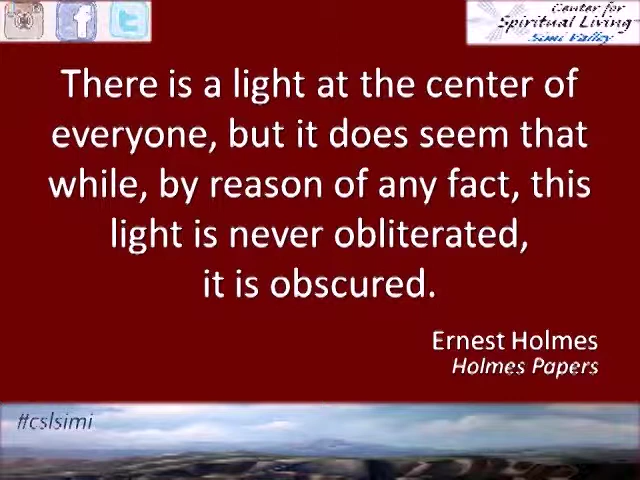 Center for
Spiritual Living
Simi Valley
There is a light at the center of
everyone, but it does seem that
while, by reason of any fact, this
light is never obliterated,
it is obscured.
Ernest Holmes
Holmes Papers
#cslsimi